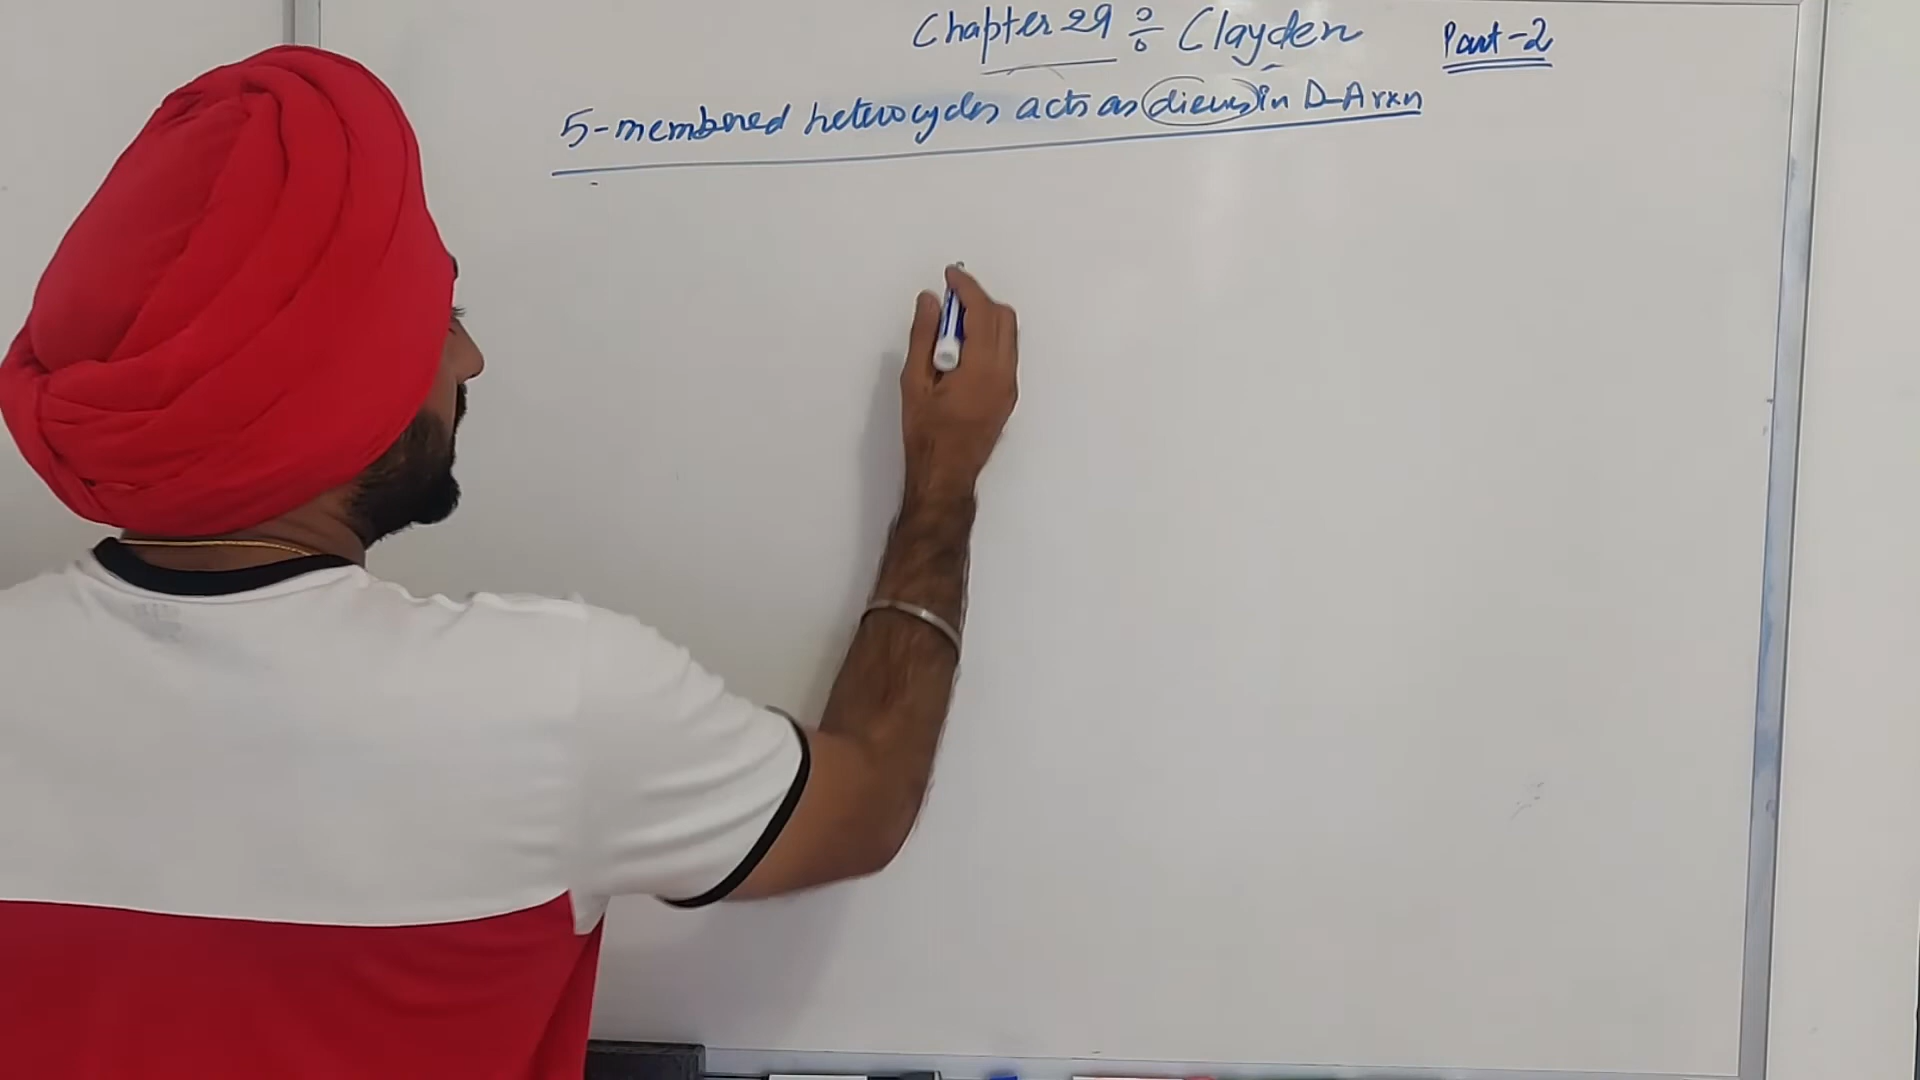 Chapter 29 ÷ Clayden Part-2
5-membered heterocycles acts as dienes in D-A rxn